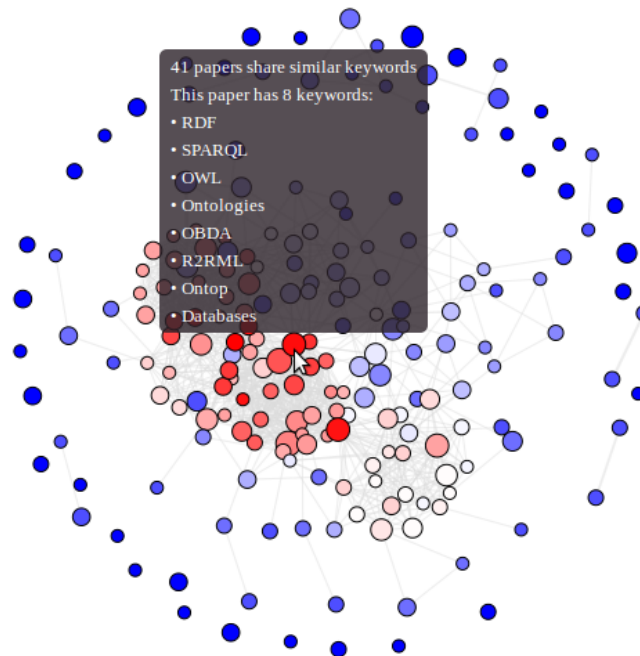 41 papers share similar keywords
This paper has 8 keywords:
• RDF
• SPARQL
• OWL
• Ontologies
• OBDA
• R2RML
• Ontop
• Databases